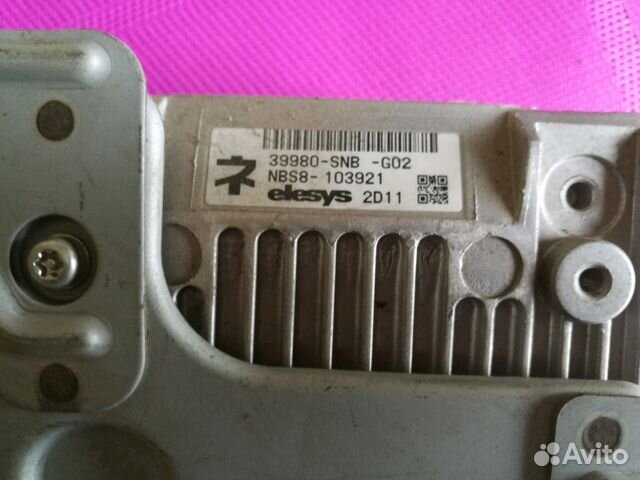 39980-SNB -G02
ネ NBS8- 103921
elesys 2D11
Avito